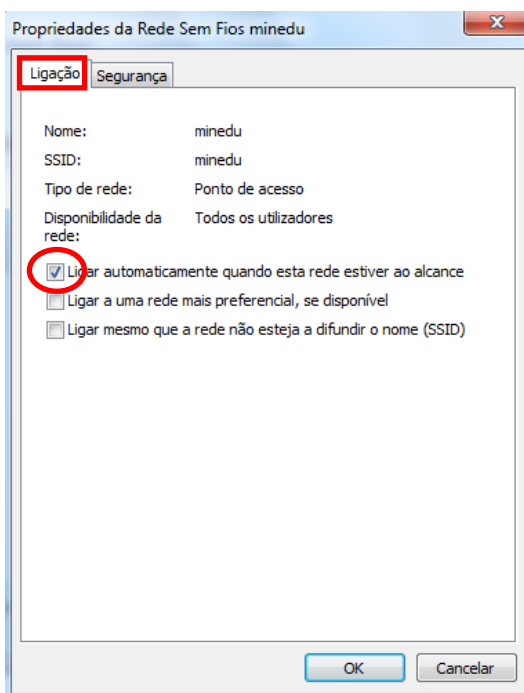 Propriedades da Rede Sem Fios minedu
Ligação Segurança
Nome: minedu
SSID: minedu
Tipo de rede: Ponto de acesso
Disponibilidade da Todos os utilizadores
rede:
Ligar automaticamente quando esta rede estiver ao alcance
Ligar a uma rede mais preferencial, se disponível
Ligar mesmo que a rede não esteja a difundir o nome (SSID)
OK Cancelar